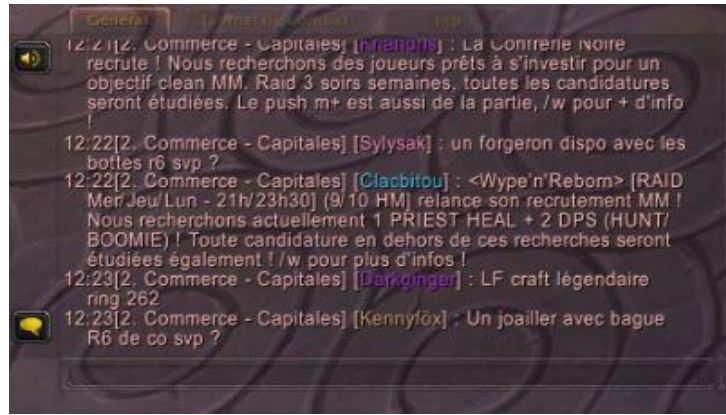 Général Journal de combat
12:21[2. Commerce - Capitales] [Khanons] : La Confrérie Noire
recrute ! Nous recherchons des joueurs prêts à s'investir pour un
objectif clean MM. Raid 3 soirs semaines, toutes les candidatures
seront étudiées. Le push m+ est aussi de la partie, /w pour + d'info
!
12:22[2. Commerce - Capitales] [Sylysak] : un forgeron dispo avec les
bottes r6 svp ?
12:22[2. Commerce - Capitales] [Clacbitou] : <Wype'n'Reborn> [RAID
Mer/Jeu/Lun - 21h/23h30] (9/10 HM] relance son recrutement MM !
Nous recherchons actuellement 1 PRIEST HEAL + 2 DPS (HUNT/
BOOMIE) ! Toute candidature en dehors de ces recherches seront
étudiées également ! /w pour plus d'infos !
12:23[2. Commerce - Capitales] [Darkginger] : LF craft légendaire
ring 262
12:23[2. Commerce - Capitales] [Kennyföx] : Un joailler avec bague
R6 de co svp ?